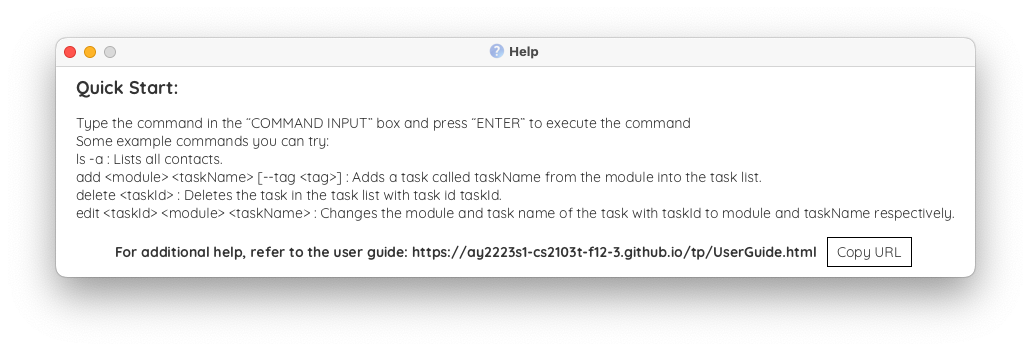 Help
Quick Start:
Type the command in the “COMMAND INPUT” box and press “ENTER” to execute the command
Some example commands you can try:
ls -a : Lists all contacts.
add <module> <taskName> [--tag <tag>] : Adds a task called taskName from the module into the task list.
delete <taskId> : Deletes the task in the task list with task id taskId.
edit <taskId> <module> <taskName> : Changes the module and task name of the task with taskId to module and taskName respectively.
For additional help, refer to the user guide: https://ay2223s1-cs2103t-f12-3.github.io/tp/UserGuide.html Copy URL